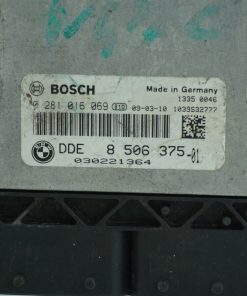 BOSCH
Made in Germany
1335 0046
0 281 016 069 09-03-10 1039S32777
DDE 8 506 375-01
030221364